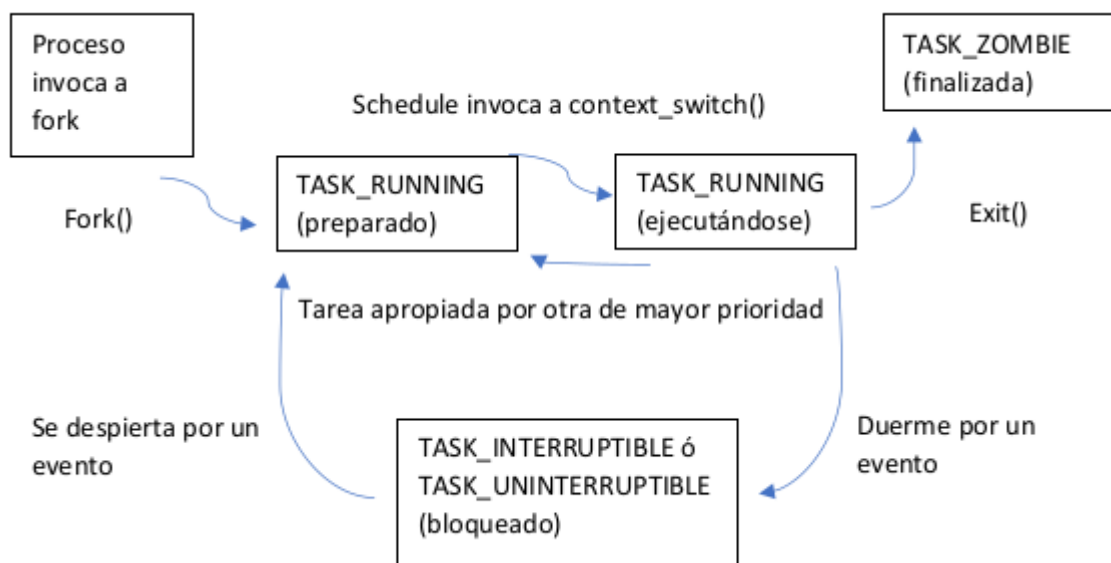 Proceso
invoca a
fork
TASK_ZOMBIE
(finalizada)
Schedule invoca a context_switch()
Fork()
TASK_RUNNING
(preparado)
TASK_RUNNING
(ejecutándose)
Exit()
Tarea apropiada por otra de mayor prioridad
Se despierta por un
evento
TASK_INTERRUPTIBLE ó
TASK_UNINTERRUPTIBLE
(bloqueado)
Duerme por un
evento